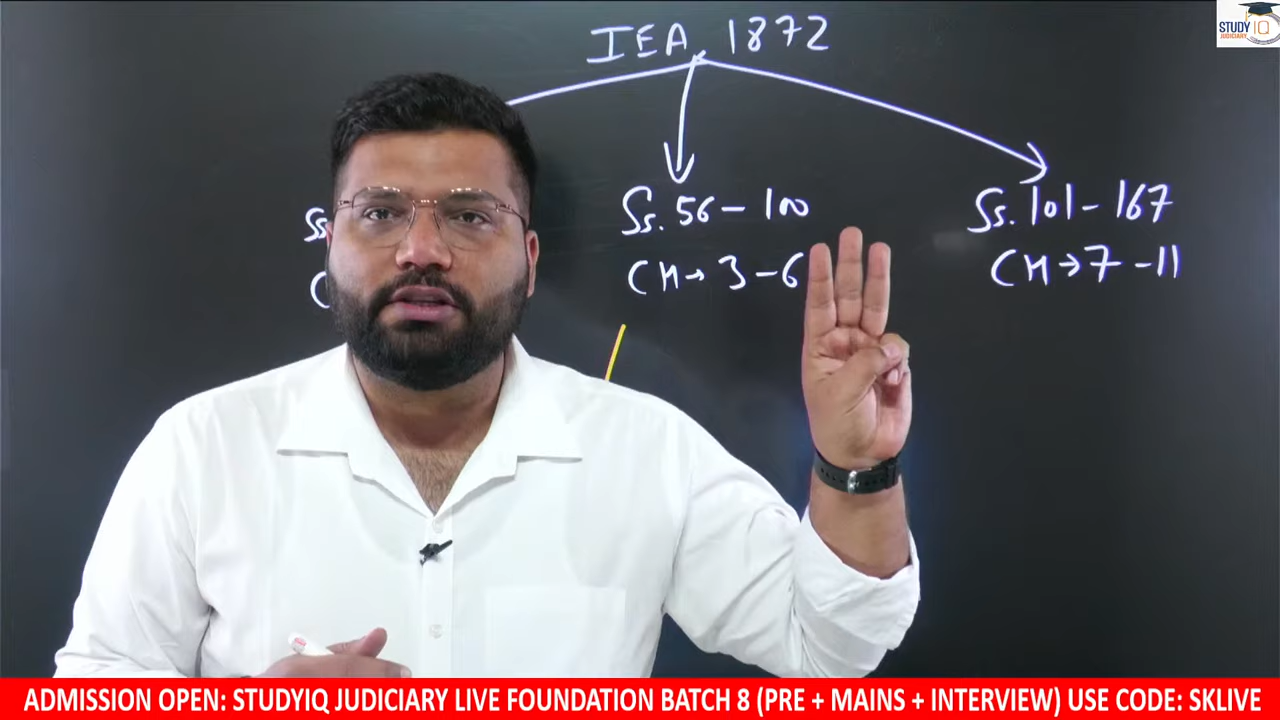 IEA, 1872
STUDY IQ
JUDICIARY
Ss. 56 - 100
Ss. 101 - 167
CH → 3 - 6
CH → 7 - 11
ADMISSION OPEN: STUDYIQ JUDICIARY LIVE FOUNDATION BATCH 8 (PRE + MAINS + INTERVIEW) USE CODE: SKLIVE